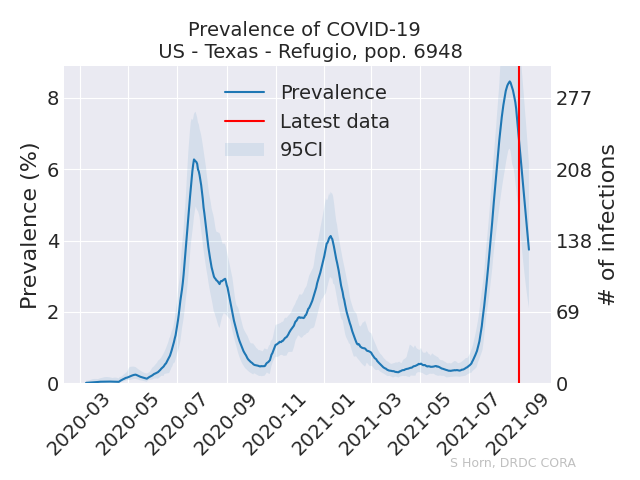 Prevalence of COVID-19
US - Texas - Refugio, pop. 6948
Prevalence (%)
8
6
4
2
0
Prevalence
Latest data
95CI
277
208
138
69
0
# of infections
2020-03
2020-05
2020-07
2020-09
2020-11
2021-01
2021-03
2021-05
2021-07
2021-09
S Horn, DRDC CORA